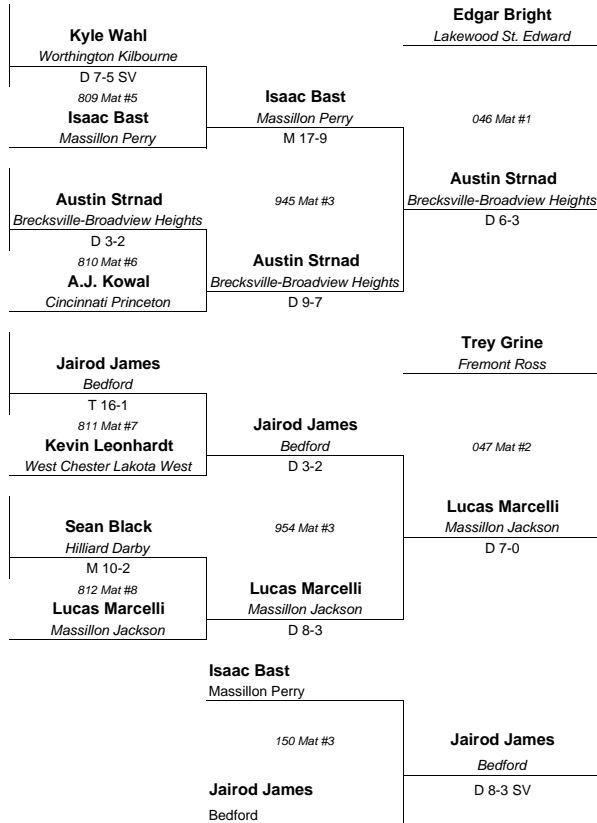 Edgar Bright
Lakewood St. Edward
Kyle Wahl
Worthington Kilbourne
D 7-5 SV
809 Mat #5
Isaac Bast
Massillon Perry
Isaac Bast
Massillon Perry
M 17-9
046 Mat #1
Austin Strnad
Brecksville-Broadview Heights
D 3-2
810 Mat #6
A.J. Kowal
Cincinnati Princeton
945 Mat #3
Austin Strnad
Brecksville-Broadview Heights
D 9-7
Austin Strnad
Brecksville-Broadview Heights
D 6-3
Trey Grine
Fremont Ross
Jairod James
Bedford
T 16-1
811 Mat #7
Kevin Leonhardt
West Chester Lakota West
Jairod James
Bedford
D 3-2
047 Mat #2
Sean Black
Hilliard Darby
M 10-2
812 Mat #8
Lucas Marcelli
Massillon Jackson
954 Mat #3
Lucas Marcelli
Massillon Jackson
D 8-3
Lucas Marcelli
Massillon Jackson
D 7-0
Isaac Bast
Massillon Perry
150 Mat #3
Jairod James
Bedford
Jairod James
Bedford
D 8-3 SV